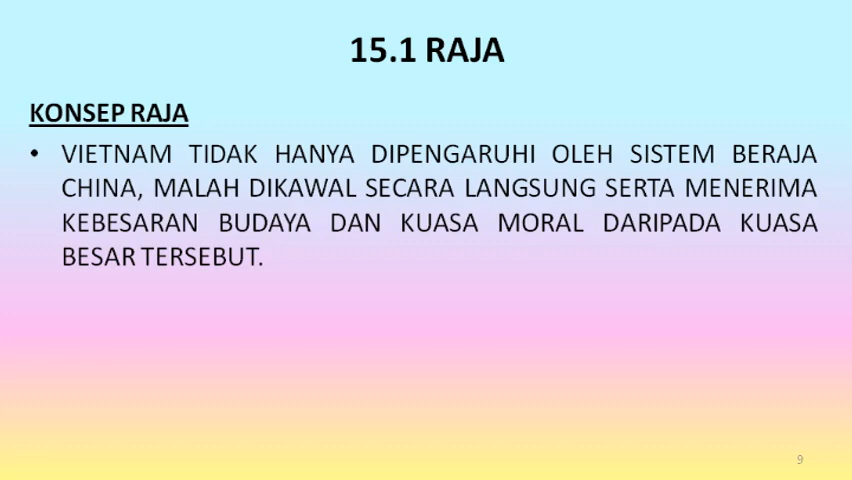 15.1 RAJA
KONSEP RAJA
• VIETNAM TIDAK HANYA DIPENGARUHI OLEH SISTEM BERAJA
CHINA, MALAH DIKAWAL SECARA LANGSUNG SERTA MENERIMA
KEBESARAN BUDAYA DAN KUASA MORAL DARIPADA KUASA
BESAR TERSEBUT.
9